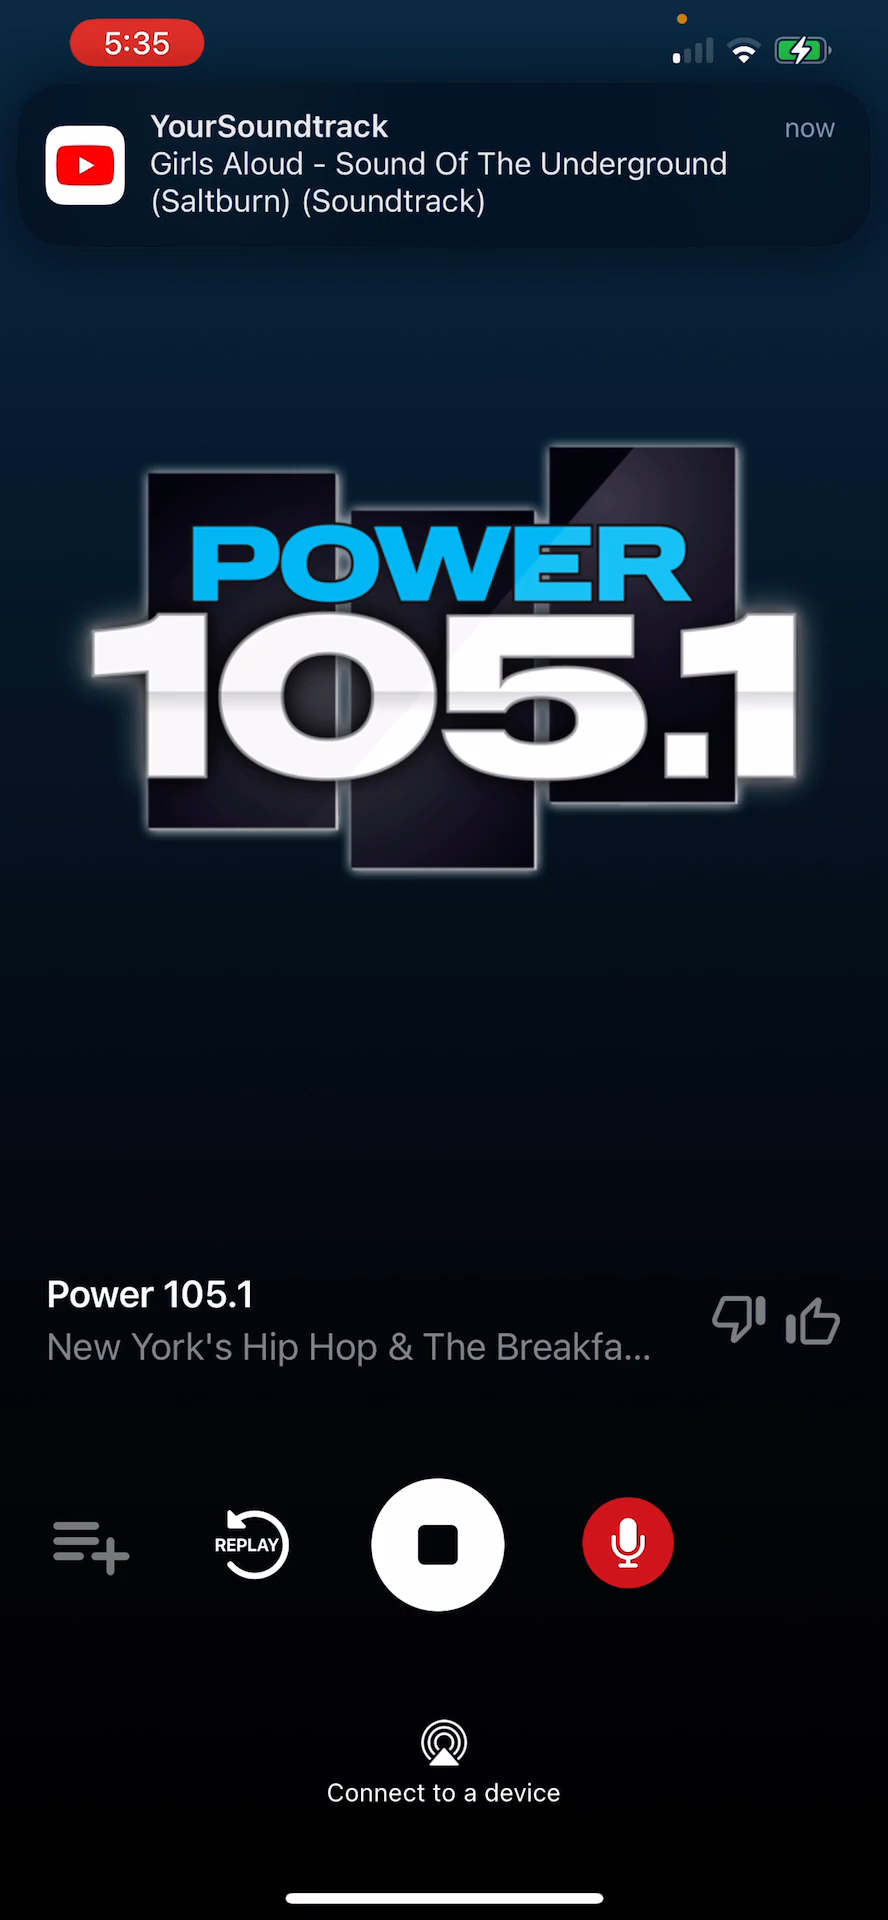 5:35
YourSoundtrack
now
Girls Aloud - Sound Of The Underground
(Saltburn) (Soundtrack)
POWER
105.1
Power 105.1
New York's Hip Hop & The Breakfa...
REPLAY
Connect to a device